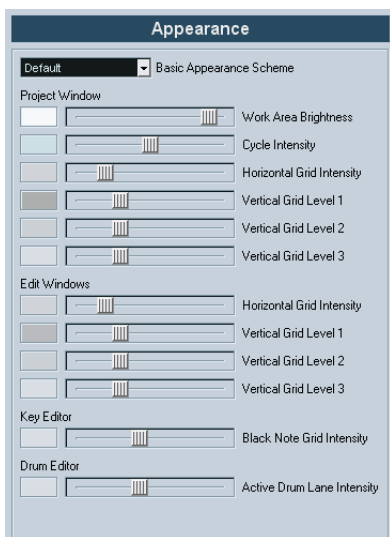 Appearance
Default Basic Appearance Scheme
Project Window
Work Area Brightness
Cycle Intensity
Horizontal Grid Intensity
Vertical Grid Level 1
Vertical Grid Level 2
Vertical Grid Level 3
Edit Windows
Horizontal Grid Intensity
Vertical Grid Level 1
Vertical Grid Level 2
Vertical Grid Level 3
Key Editor
Black Note Grid Intensity
Drum Editor
Active Drum Lane Intensity